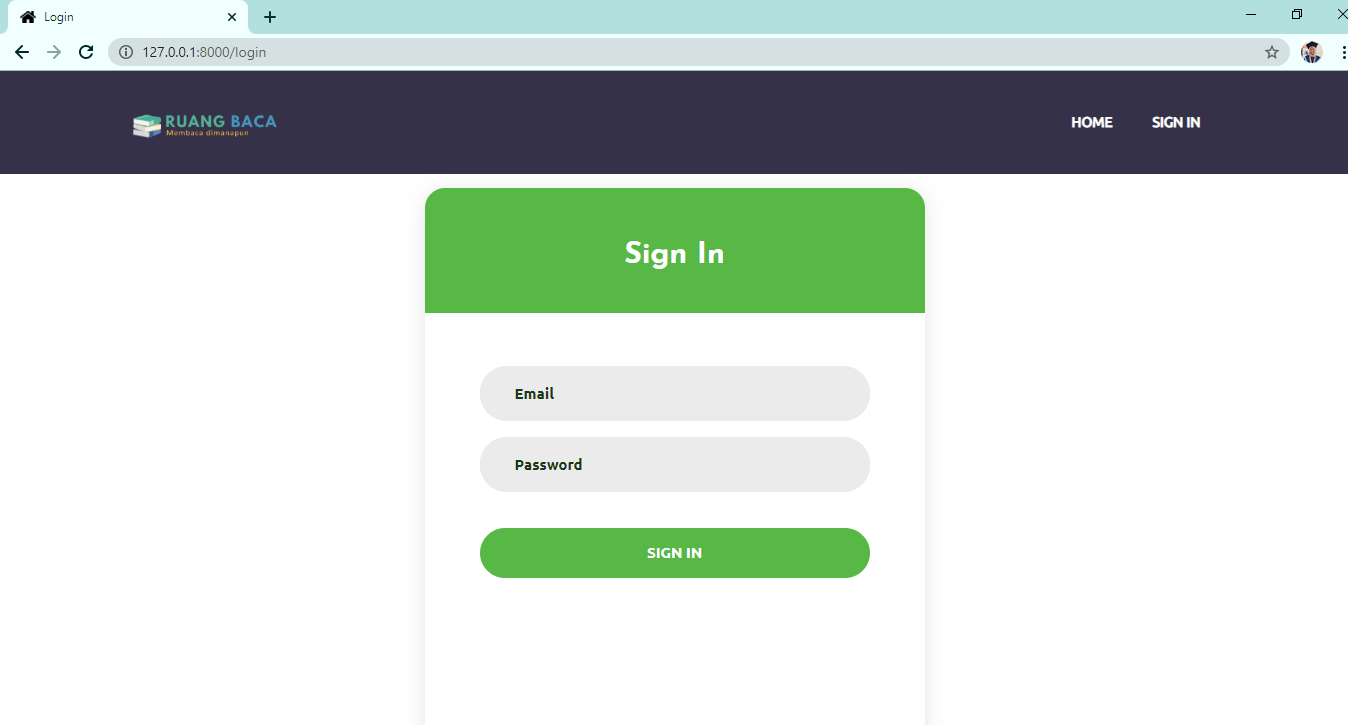 Login
127.0.0.1:8000/login
RUANG BACA
Membaca dimanapun
HOME
SIGN IN
Sign In
Email
Password
SIGN IN